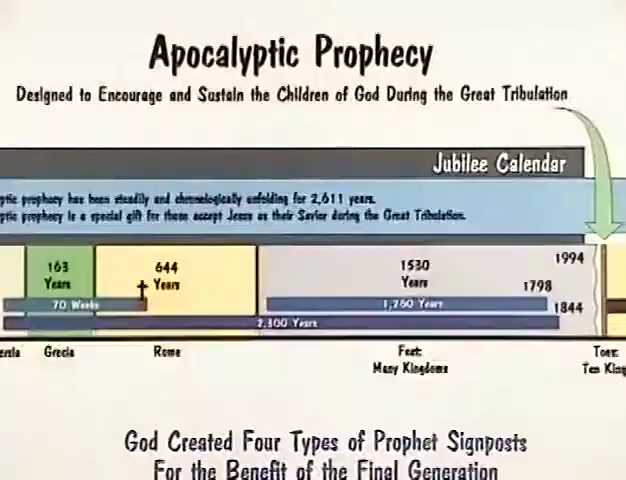 Apocalyptic Prophecy
Designed to Encourage and Sustain the Children of God During the Great Tribulation
Jubilee Calendar
ptic prophecy has been steadily and chronologically unfolding for 2,611 years.
ptic prophecy is a special gift for those accept Jesus as their Savior during the Great Tribulation.
163
Years
644
Years
1530
Years
1994
1798
70 Weeks
1,260 Years
1844
2,300 Years
ersia
Grecia
Rome
Feet:
Many Kingdoms
Toes:
Ten King
God Created Four Types of Prophet Signposts
For the Benefit of the Final Generation